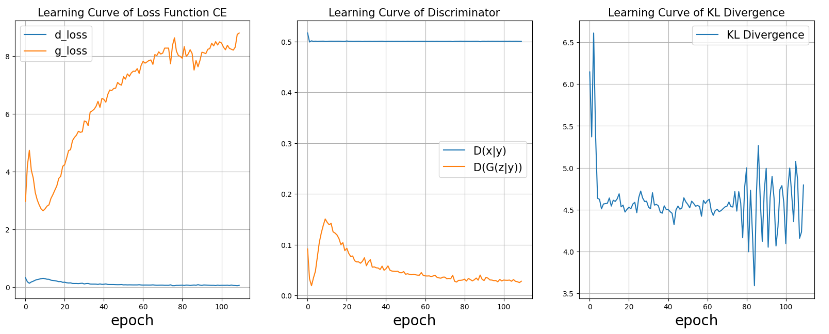 Learning Curve of Loss Function CE
d_loss
g_loss
8
6
4
2
0
0 20 40 60 80 100
epoch
Learning Curve of Discriminator
0.5
0.4
0.3
0.2
0.1
0.0
D(x|y)
D(G(z|y))
0 20 40 60 80 100
epoch
Learning Curve of KL Divergence
KL Divergence
6.5
6.0
5.5
5.0
4.5
4.0
3.5
0 20 40 60 80 100
epoch